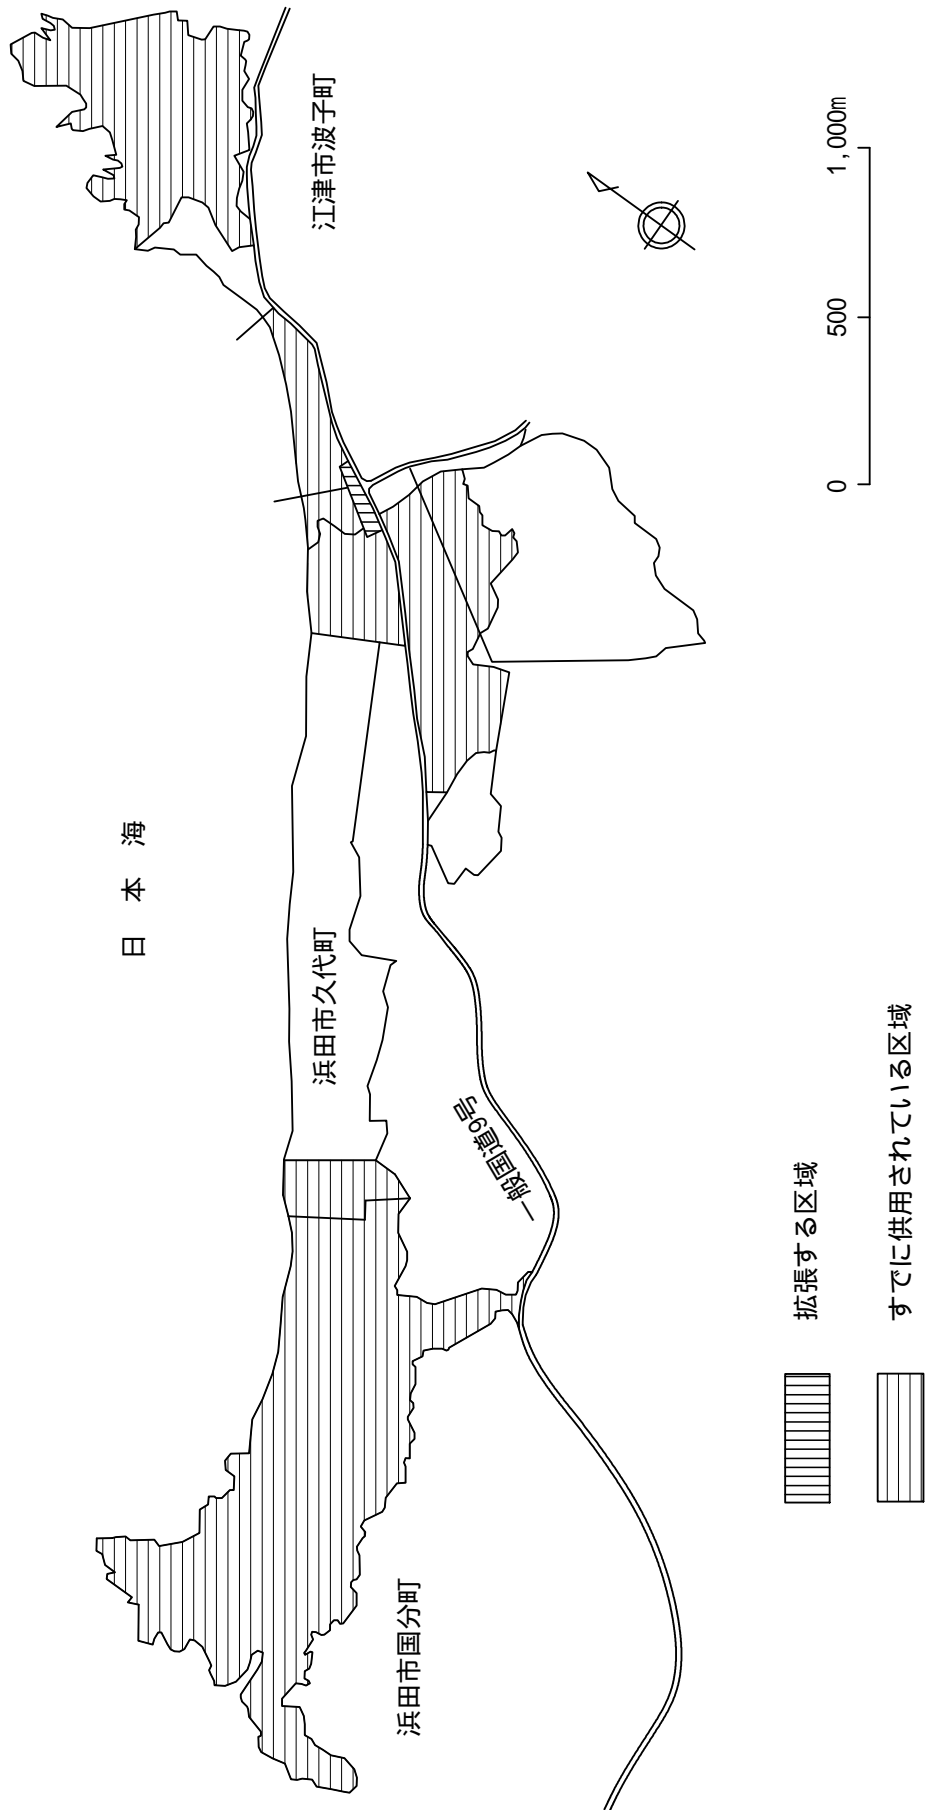 江津市波子町
日本海
浜田市久代町
一般国道9号
浜田市国分町
0 500 1,000m
拡張する区域
すでに供用されている区域